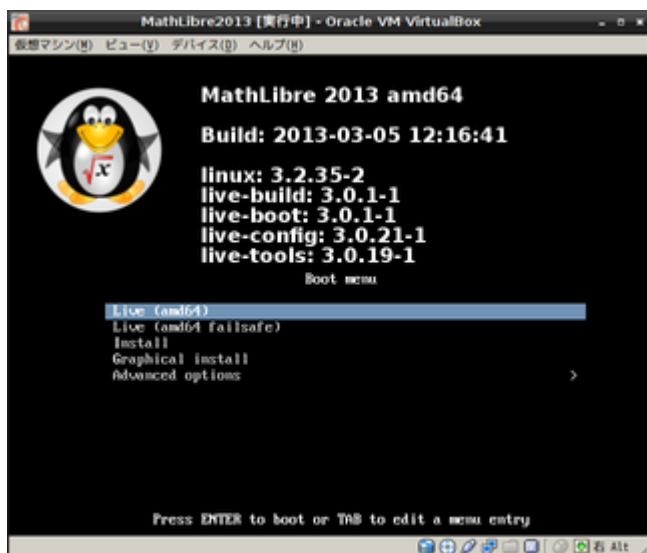 MathLibre2013 [実行中] - Oracle VM VirtualBox
仮想マシン(M) ビュー(V) デバイス(D) ヘルプ(H)
MathLibre 2013 amd64
Build: 2013-03-05 12:16:41
linux: 3.2.35-2
live-build: 3.0.1-1
live-boot: 3.0.1-1
live-config: 3.0.21-1
live-tools: 3.0.19-1
√x
Boot menu
Live (amd64)
Live (amd64 failsafe)
Install
Graphical install
Advanced options >
Press ENTER to boot or TAB to edit a menu entry
右 Alt